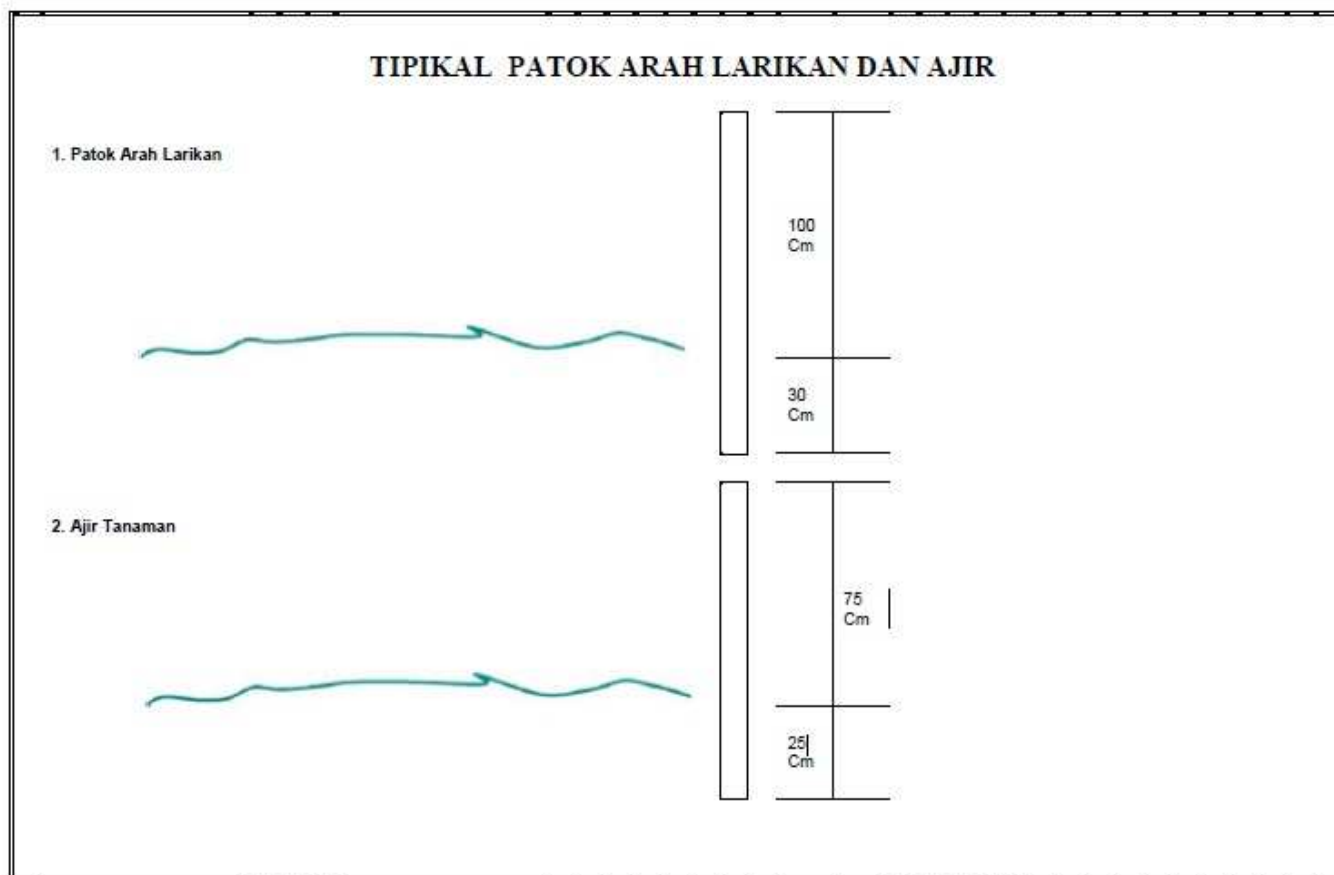 TIPIKAL PATOK ARAH LARIKAN DAN AJIR
1. Patok Arah Larikan
100
Cm
30
Cm
2. Ajir Tanaman
75
Cm
25
Cm